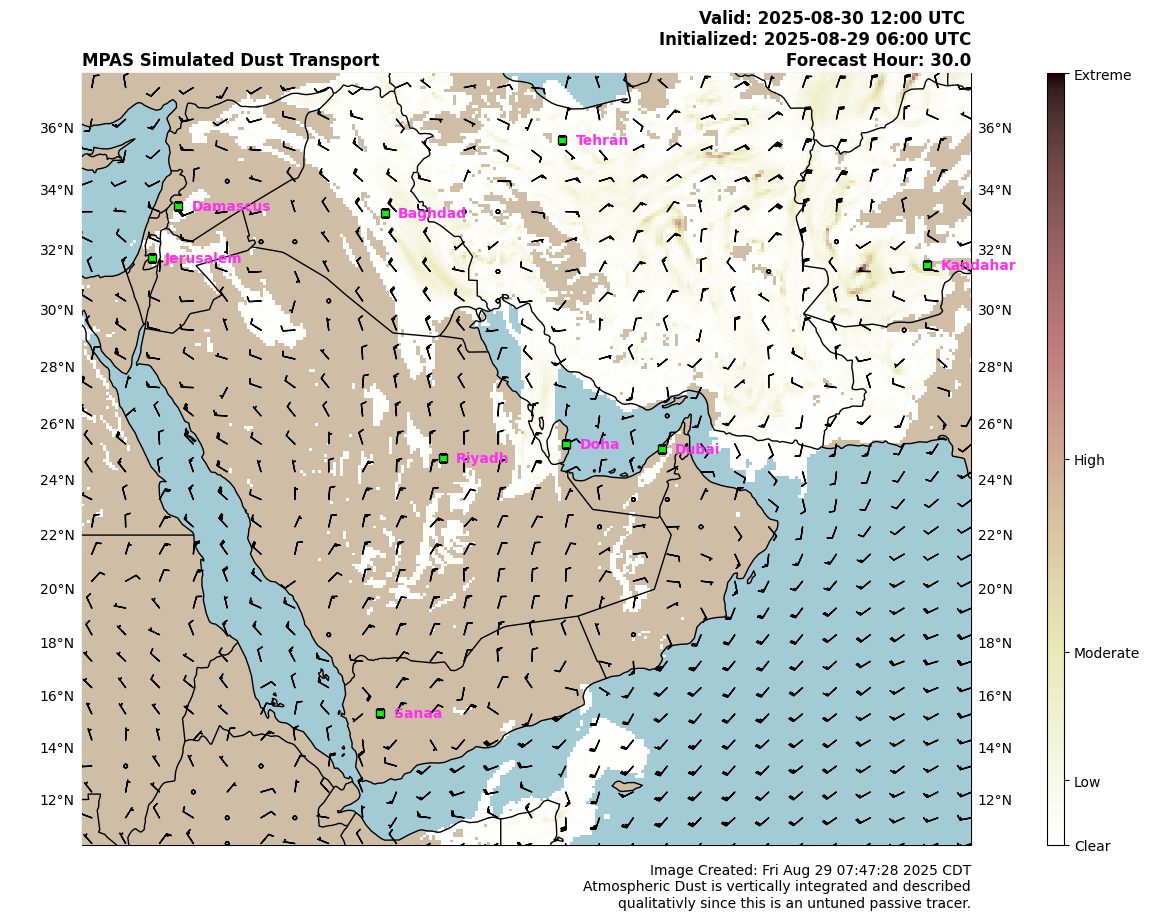 Valid: 2025-08-30 12:00 UTC
Initialized: 2025-08-29 06:00 UTC
MPAS Simulated Dust Transport
Forecast Hour: 30.0
Extreme
High
Moderate
Low
Clear
36°N
34°N
32°N
30°N
28°N
26°N
24°N
22°N
20°N
18°N
16°N
14°N
12°N
36°N
34°N
32°N
30°N
28°N
26°N
24°N
22°N
20°N
18°N
16°N
14°N
12°N
Tehran
Damascus
Baghdad
Jerusalem
Kandahar
Doha
Dubai
Riyadh
Sanaa
Image Created: Fri Aug 29 07:47:28 2025 CDT
Atmospheric Dust is vertically integrated and described
qualitativly since this is an untuned passive tracer.